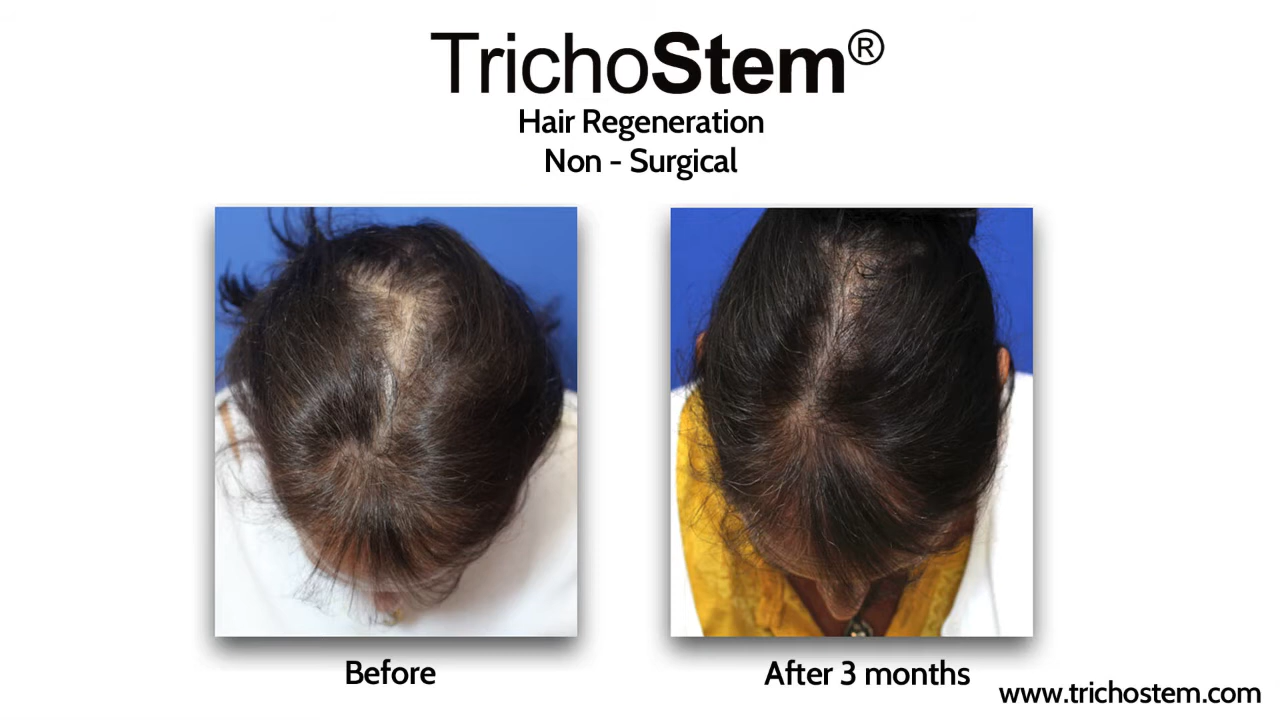 TrichoStem®
Hair Regeneration
Non - Surgical
Before
After 3 months
www.trichostem.com